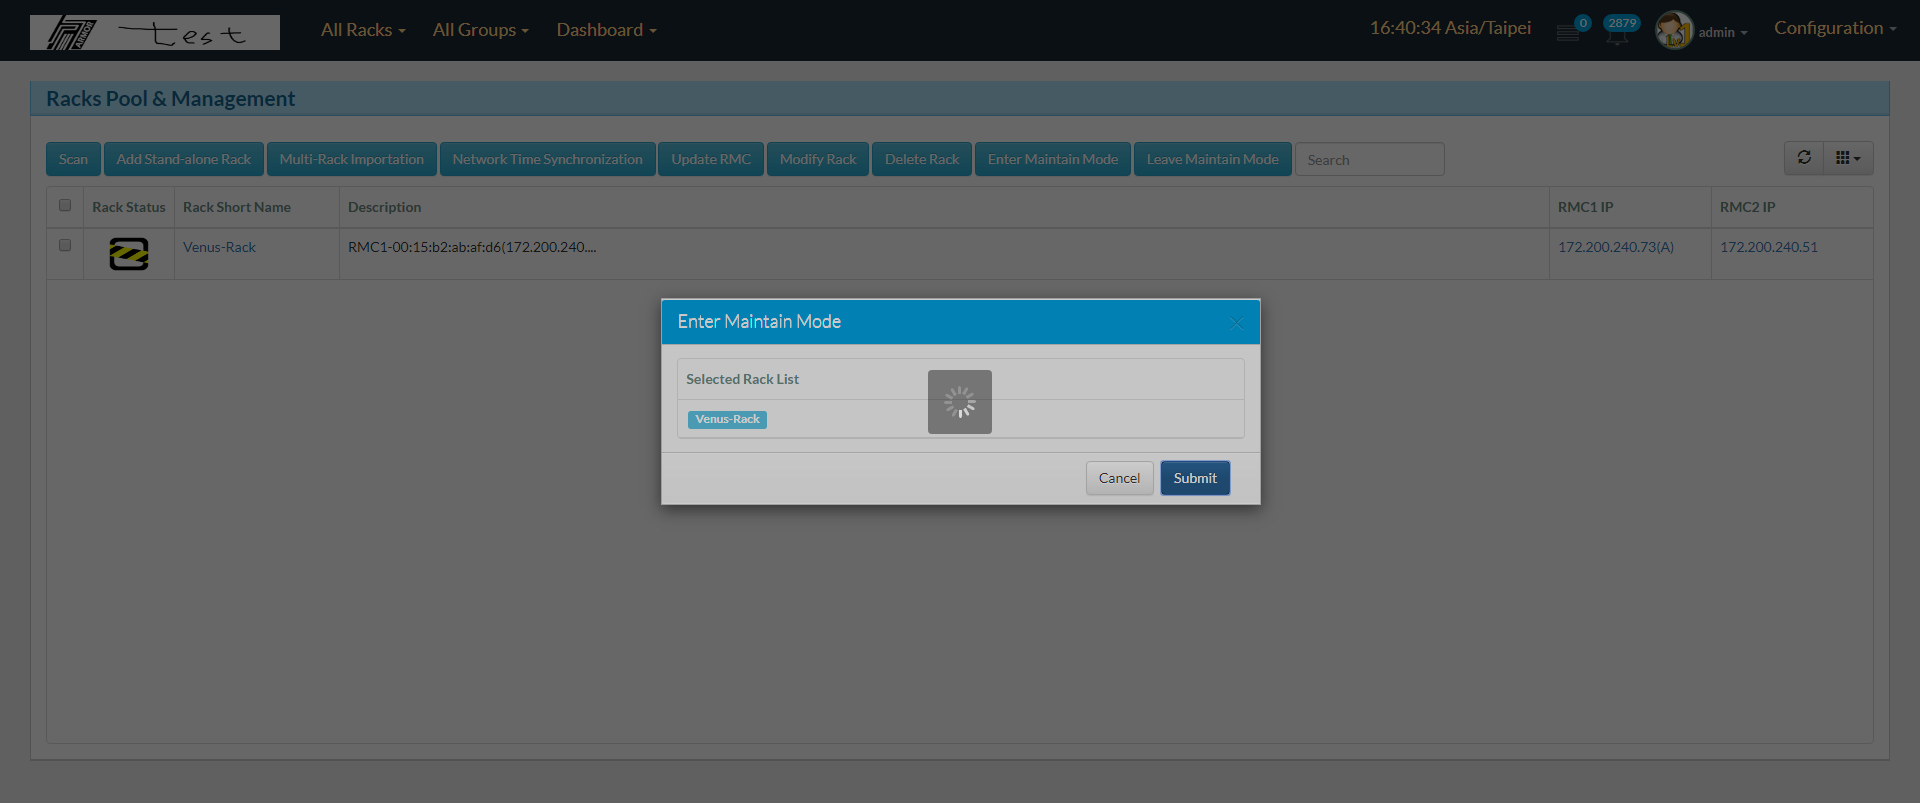 ARMOR test All Racks All Groups Dashboard 16:40:34 Asia/Taipei 0 2879 admin Configuration
Racks Pool & Management
Scan Add Stand-alone Rack Multi-Rack Importation Network Time Synchronization Update RMC Modify Rack Delete Rack Enter Maintain Mode Leave Maintain Mode Search
Rack Status Rack Short Name Description RMC1 IP RMC2 IP
Venus-Rack RMC1-00:15:b2:ab:af:d6(172.200.240.... 172.200.240.73(A) 172.200.240.51
Enter Maintain Mode
Selected Rack List
Venus-Rack
Cancel Submit